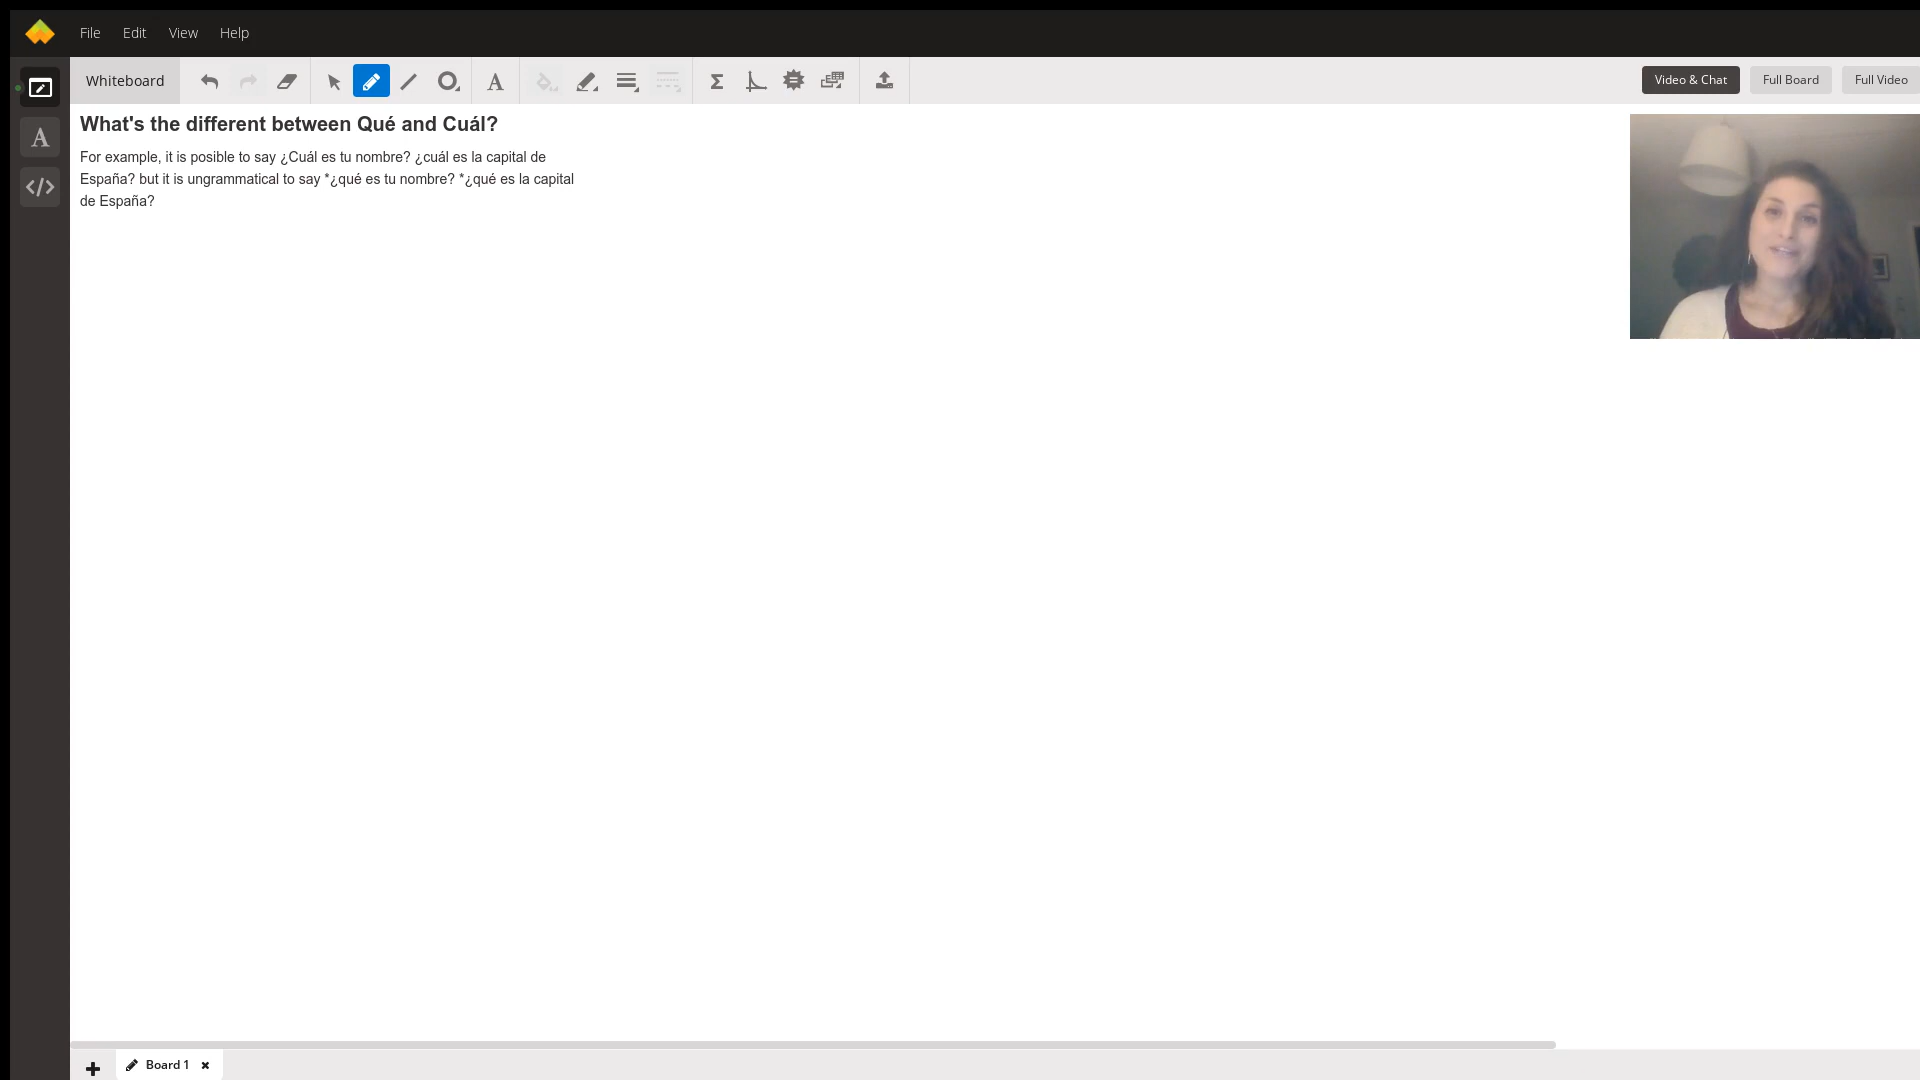 File Edit View Help
Whiteboard
A
Σ
Video & Chat Full Board Full Video
What's the different between Qué and Cuál?
For example, it is posible to say ¿Cuál es tu nombre? ¿cuál es la capital de
España? but it is ungrammatical to say *¿qué es tu nombre? *¿qué es la capital
de España?
A
</>
Board 1